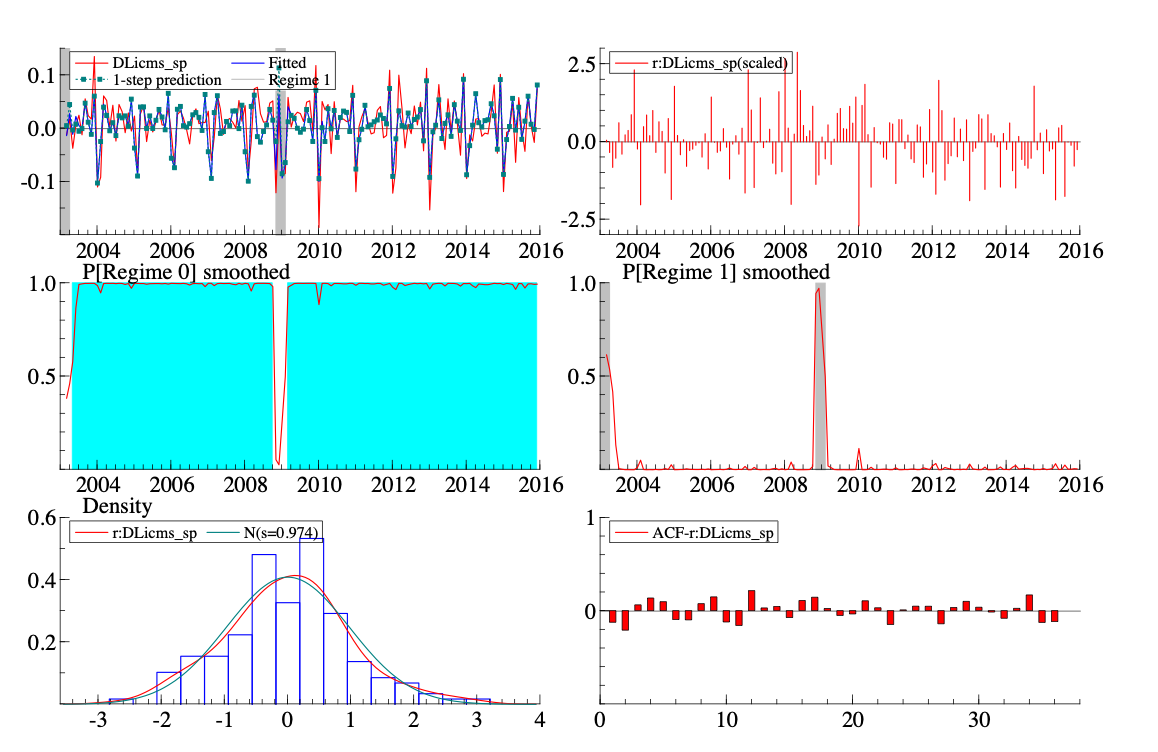 DLicms_sp Fitted
1-step prediction Regime 1
0.1
0.0
-0.1
2004 2006 2008 2010 2012 2014 2016
r:DLicms_sp(scaled)
2.5
0.0
-2.5
2004 2006 2008 2010 2012 2014 2016
P[Regime 0] smoothed
1.0
0.5
2004 2006 2008 2010 2012 2014 2016
P[Regime 1] smoothed
1.0
0.5
2004 2006 2008 2010 2012 2014 2016
Density
0.6
r:DLicms_sp N(s=0.974)
0.4
0.2
-3 -2 -1 0 1 2 3 4
1
ACF-r:DLicms_sp
0
0 10 20 30